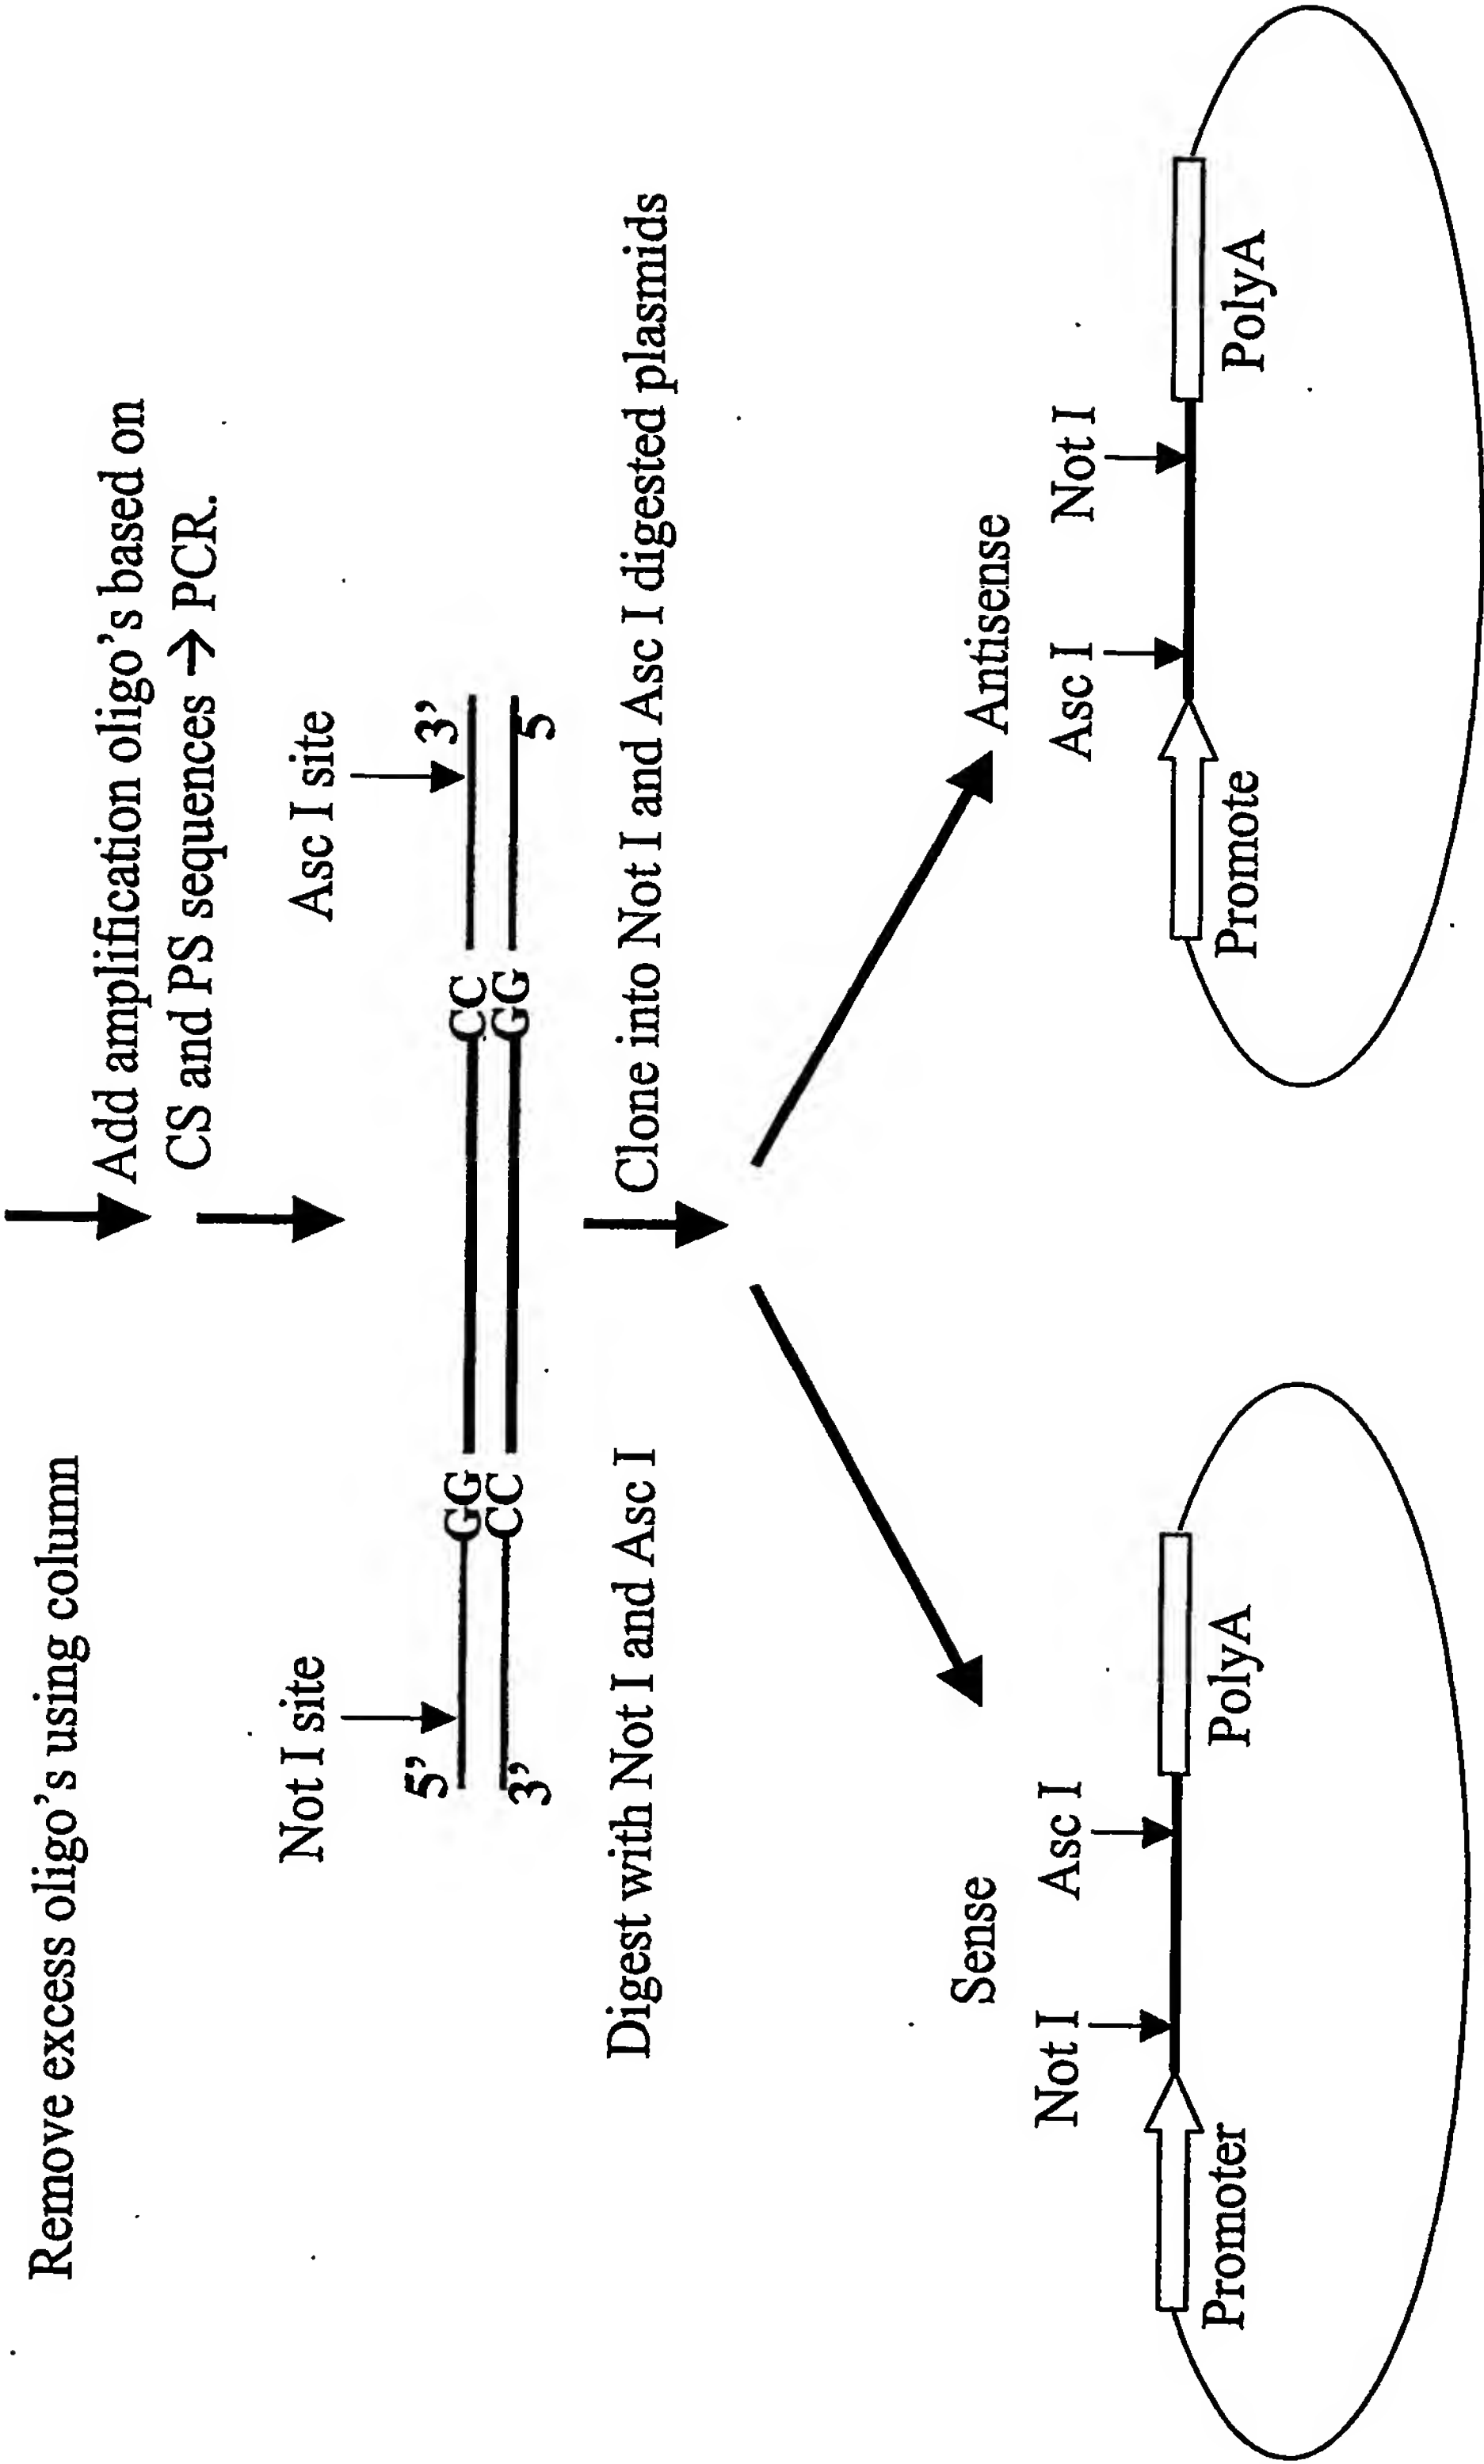 Remove excess oligo's using column
Add amplification oligo's based on
CS and PS sequences → PCR.
Not I site
Asc I site
5'
GG
CC
3'
3'
CC
GG
5
Digest with Not I and Asc I
Clone into Not I and Asc I digested plasmids
Sense
Not I
Asc I
Promoter
PolyA
Antisense
Asc I
Not I
Promote
PolyA